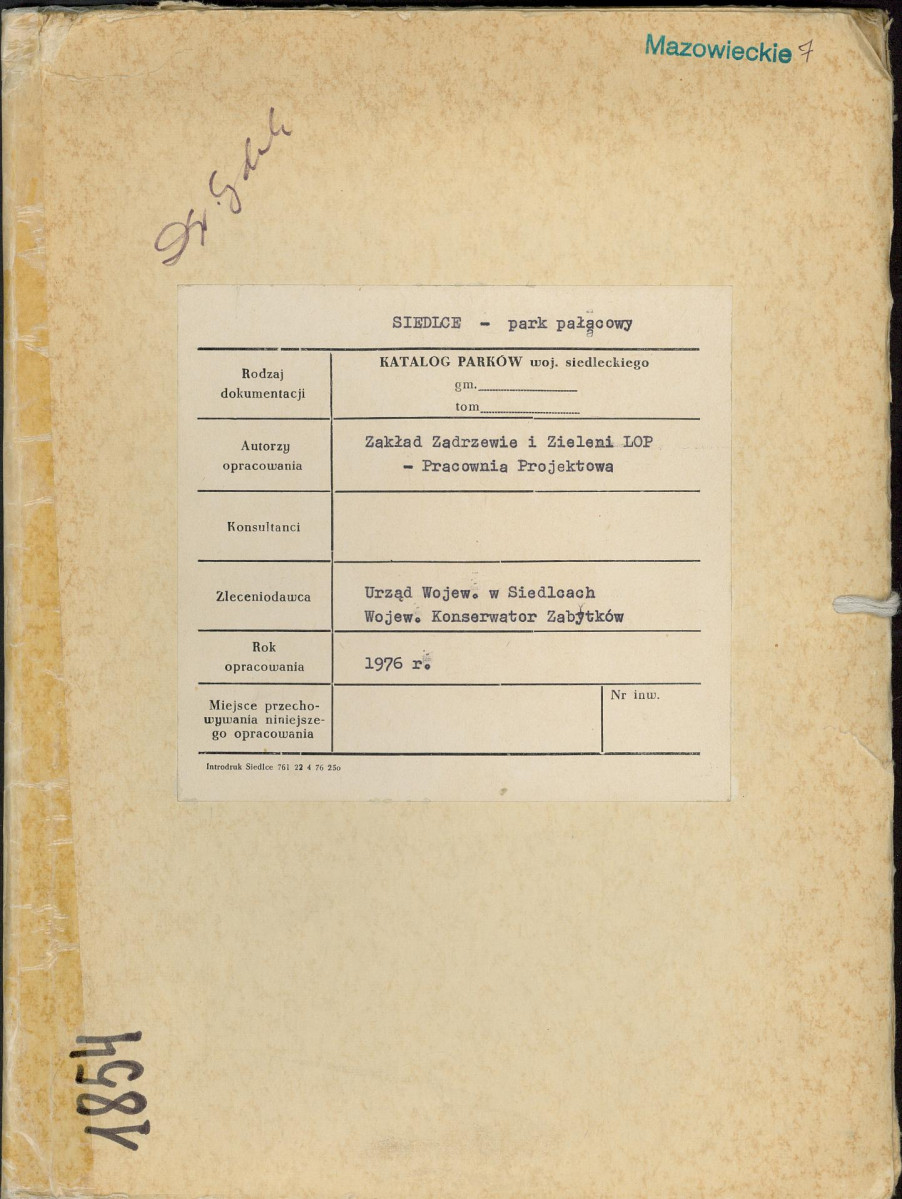 Mazowieckie 7
Dr.
SIEDLCE - park pałącowy
Rodzaj
dokumentacji
KATALOG PARKÓW woj. siedleckiego
gm.
tom
Autorzy
opracowania
Zakład Zadrzewie i Zieleni LOP
- Pracownia Projektowa
Konsultanci
Zleceniodawca
Urząd Wojew. w Siedlcach
Wojew. Konserwator Zabytków
Rok
opracowania
1976 r.
Miejsce przecho-
wywania niniejsze-
go opracowania
Nr inw.
Introdruk Siedlce 761 22 4 76 250
1854